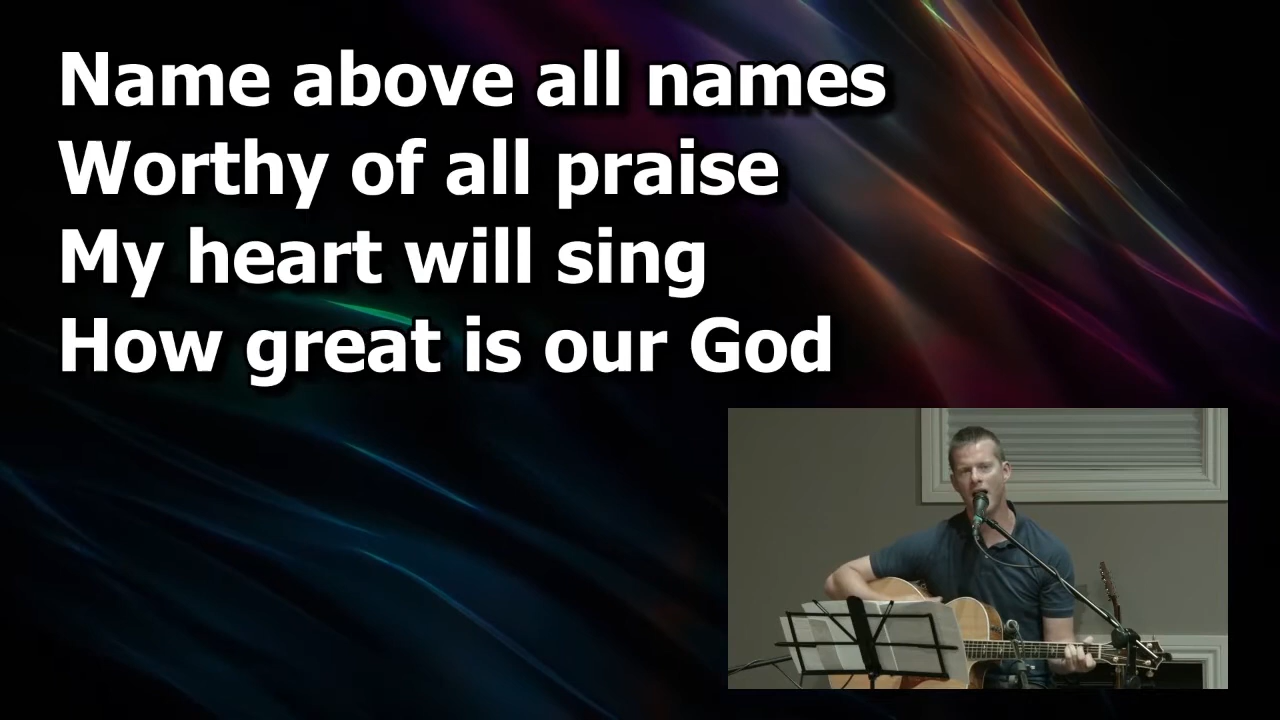 Name above all names
Worthy of all praise
My heart will sing
How great is our God